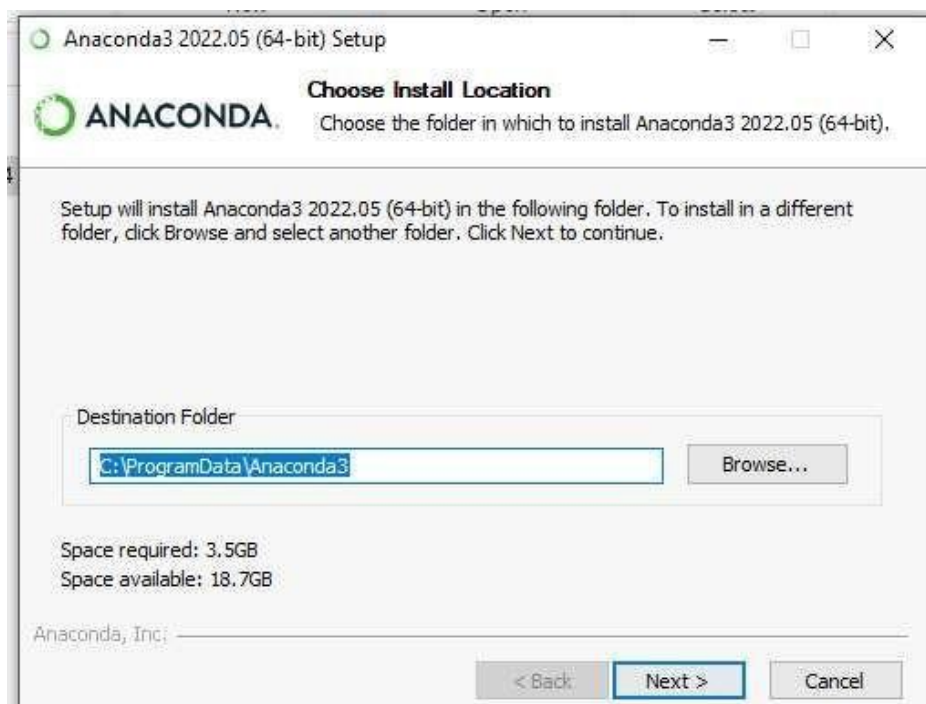 Anaconda3 2022.05 (64-bit) Setup
ANACONDA.
Choose Install Location
Choose the folder in which to install Anaconda3 2022.05 (64-bit).
4
Setup will install Anaconda3 2022.05 (64-bit) in the following folder. To install in a different
folder, click Browse and select another folder. Click Next to continue.
Destination Folder
C:\ProgramData\Anaconda3
Browse...
Space required: 3.5GB
Space available: 18.7GB
Anaconda, Inc.
< Back
Next >
Cancel